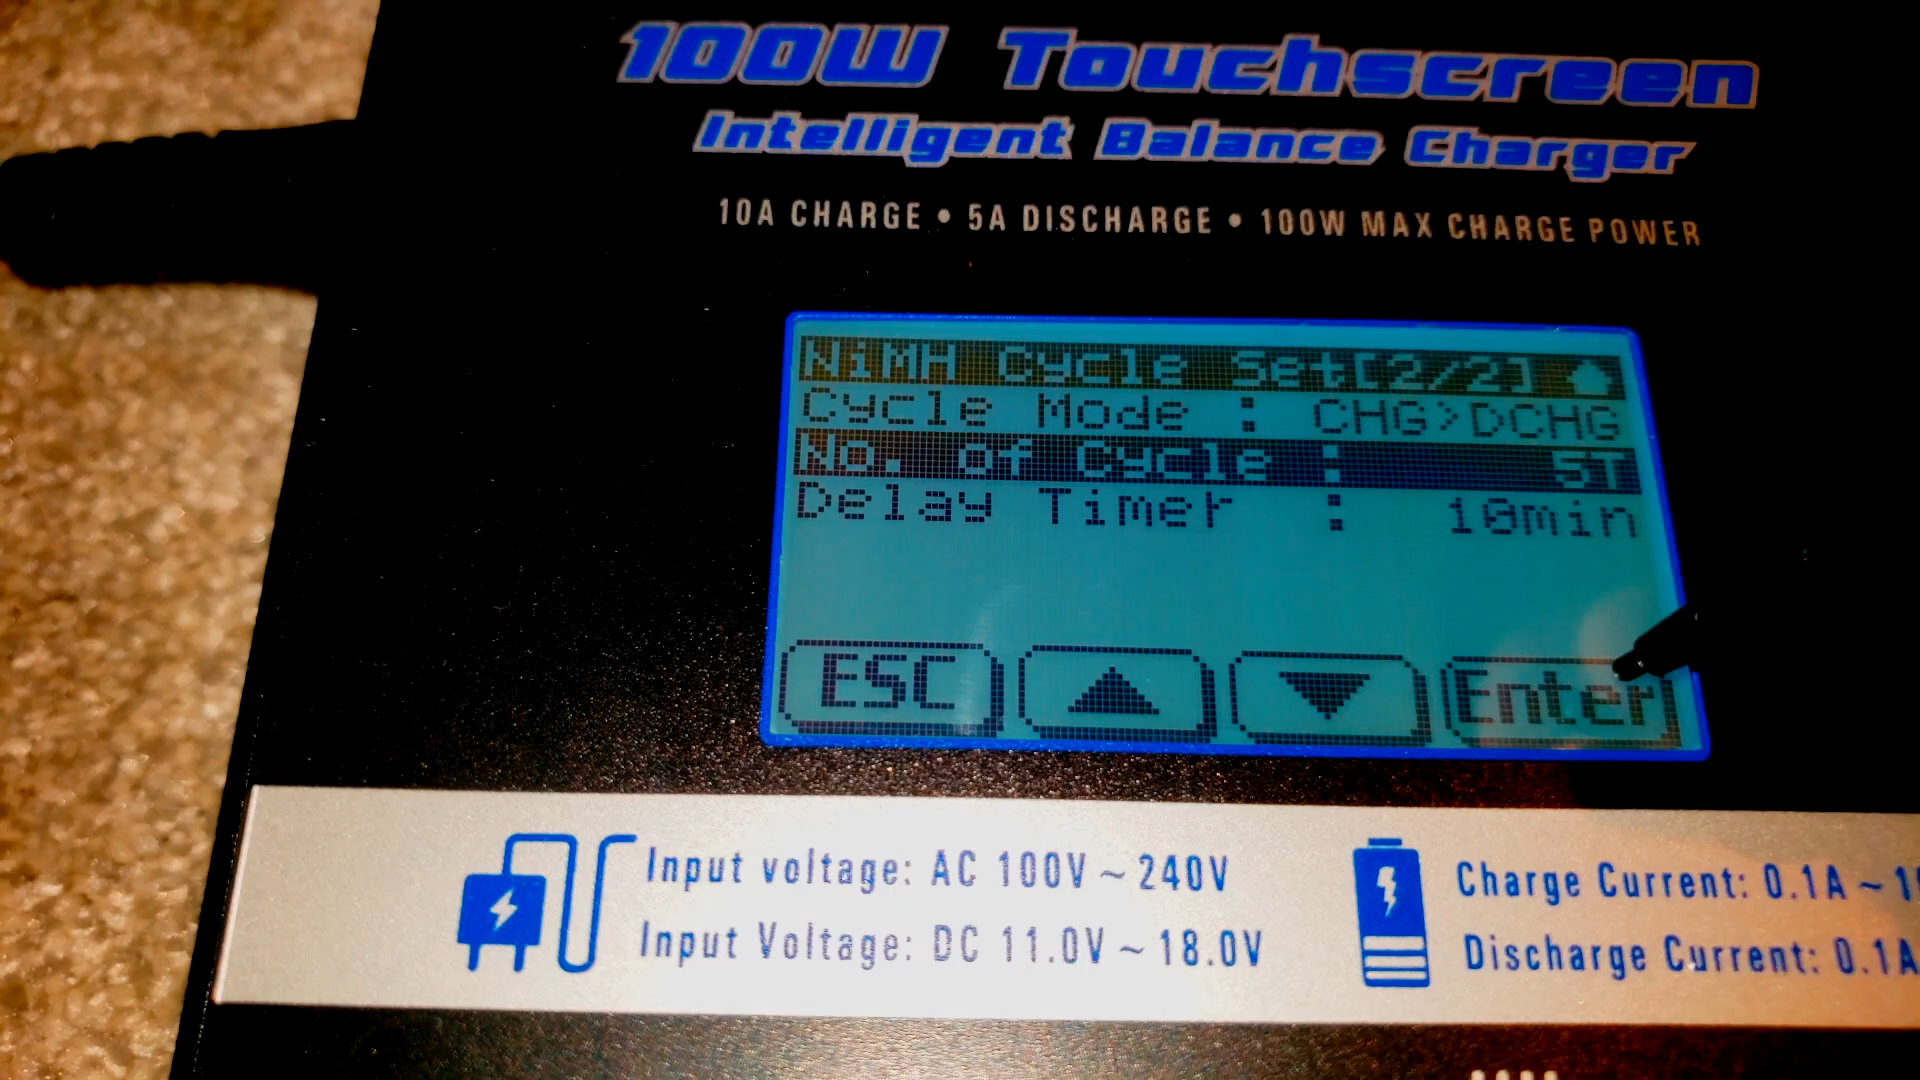 100W Touchscreen
Intelligent Balance Charger
10A CHARGE • 5A DISCHARGE • 100W MAX CHARGE POWER
NiMH Cycle Set[2/2]
Cycle Mode : CHG>DCHG
No. of Cycle : 5T
Delay Timer : 10min
ESC ▲ ▼ Enter
Input voltage: AC 100V ~ 240V
Input Voltage: DC 11.0V ~ 18.0V
Charge Current: 0.1A ~ 1
Discharge Current: 0.1A